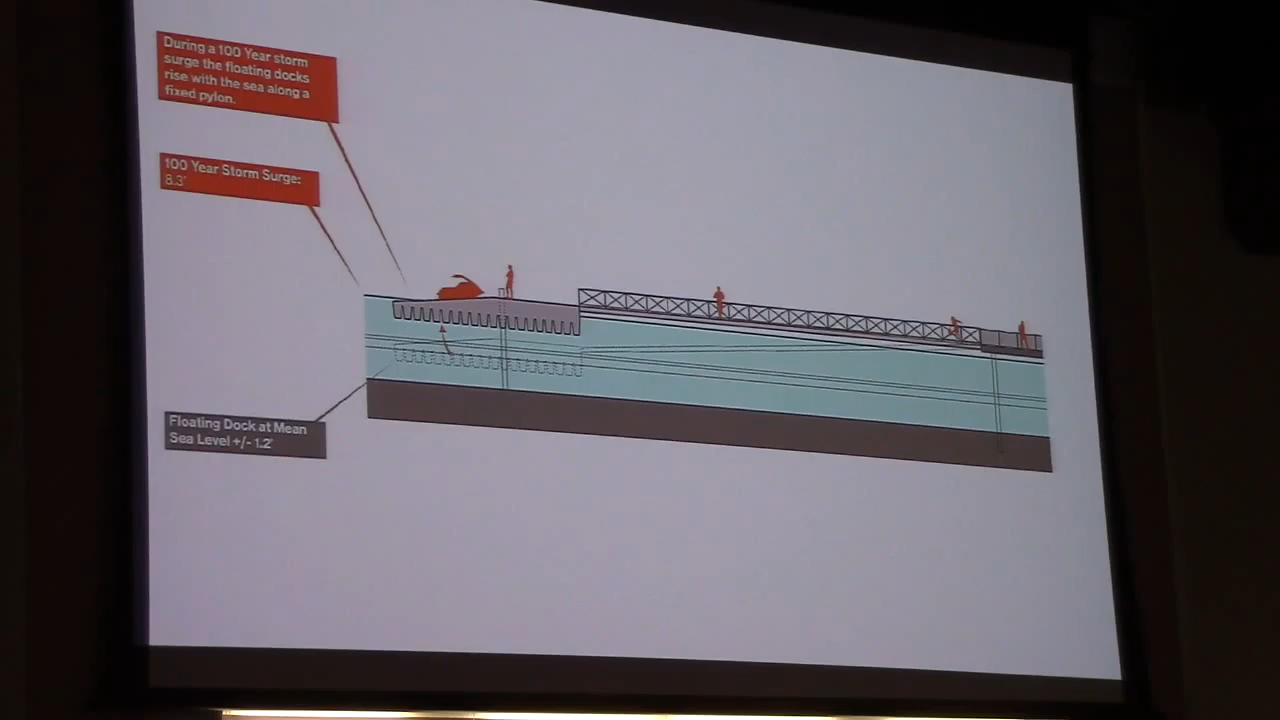 During a 100 Year storm
surge the floating docks
rise with the sea along a
fixed pylon.
100 Year Storm Surge:
8.3'
Floating Dock at Mean
Sea Level +/- 1.2'